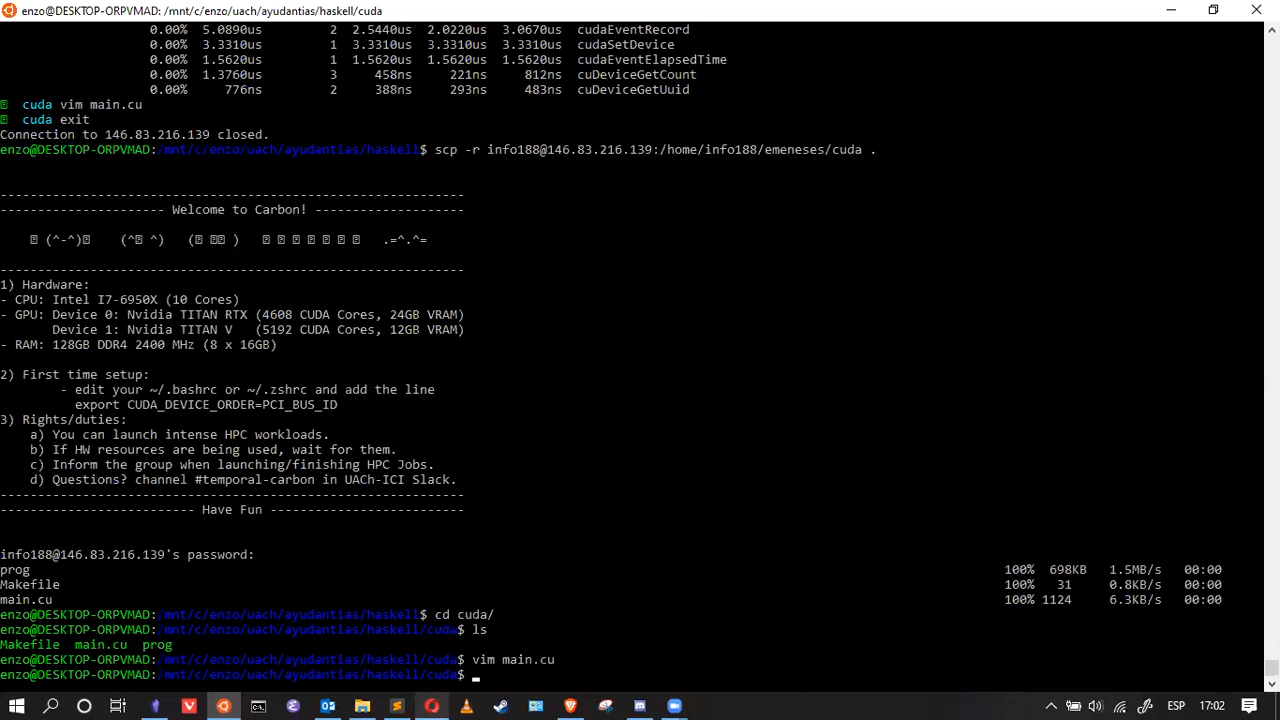 enzo@DESKTOP-ORPVMAD: /mnt/c/enzo/uach/ayudantias/haskell/cuda
0.00% 5.0890us 2 2.5440us 2.0220us 3.0670us cudaEventRecord
0.00% 3.3310us 1 3.3310us 3.3310us 3.3310us cudaSetDevice
0.00% 1.5620us 1 1.5620us 1.5620us 1.5620us cudaEventElapsedTime
0.00% 1.3760us 3 458ns 221ns 812ns cuDeviceGetCount
0.00% 776ns 2 388ns 293ns 483ns cuDeviceGetUuid
cuda vim main.cu
cuda exit
Connection to 146.83.216.139 closed.
enzo@DESKTOP-ORPVMAD:/mnt/c/enzo/uach/ayudantias/haskell$ scp -r info188@146.83.216.139:/home/info188/emeneses/cuda .
--------------------------------------------------------------
---------------------- Welcome to Carbon! --------------------
(^-^) (^ ^) ( ) .=^.^=
--------------------------------------------------------------
1) Hardware:
- CPU: Intel I7-6950X (10 Cores)
- GPU: Device 0: Nvidia TITAN RTX (4608 CUDA Cores, 24GB VRAM)
Device 1: Nvidia TITAN V (5192 CUDA Cores, 12GB VRAM)
- RAM: 128GB DDR4 2400 MHz (8 x 16GB)
2) First time setup:
- edit your ~/.bashrc or ~/.zshrc and add the line
export CUDA_DEVICE_ORDER=PCI_BUS_ID
3) Rights/duties:
a) You can launch intense HPC workloads.
b) If HW resources are being used, wait for them.
c) Inform the group when launching/finishing HPC Jobs.
d) Questions? channel #temporal-carbon in UACh-ICI Slack.
--------------------------------------------------------------
-------------------------- Have Fun --------------------------
info188@146.83.216.139's password:
prog 100% 698KB 1.5MB/s 00:00
Makefile 100% 31 0.8KB/s 00:00
main.cu 100% 1124 6.3KB/s 00:00
enzo@DESKTOP-ORPVMAD:/mnt/c/enzo/uach/ayudantias/haskell$ cd cuda/
enzo@DESKTOP-ORPVMAD:/mnt/c/enzo/uach/ayudantias/haskell/cuda$ ls
Makefile main.cu prog
enzo@DESKTOP-ORPVMAD:/mnt/c/enzo/uach/ayudantias/haskell/cuda$ vim main.cu
enzo@DESKTOP-ORPVMAD:/mnt/c/enzo/uach/ayudantias/haskell/cuda$
ESP 17:02